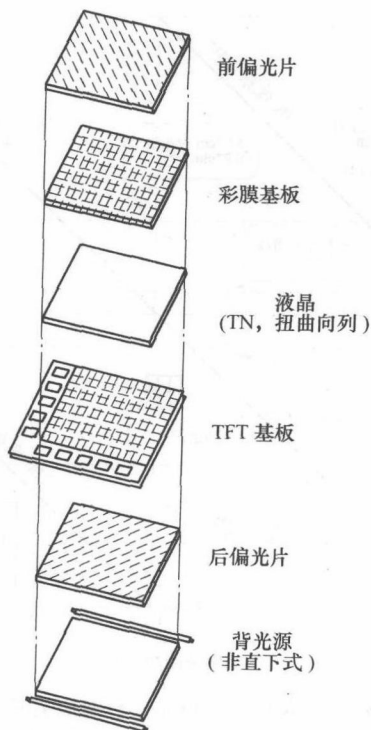 前偏光片
彩膜基板
液晶
(TN，扭曲向列)
TFT 基板
后偏光片
背光源
(非直下式)